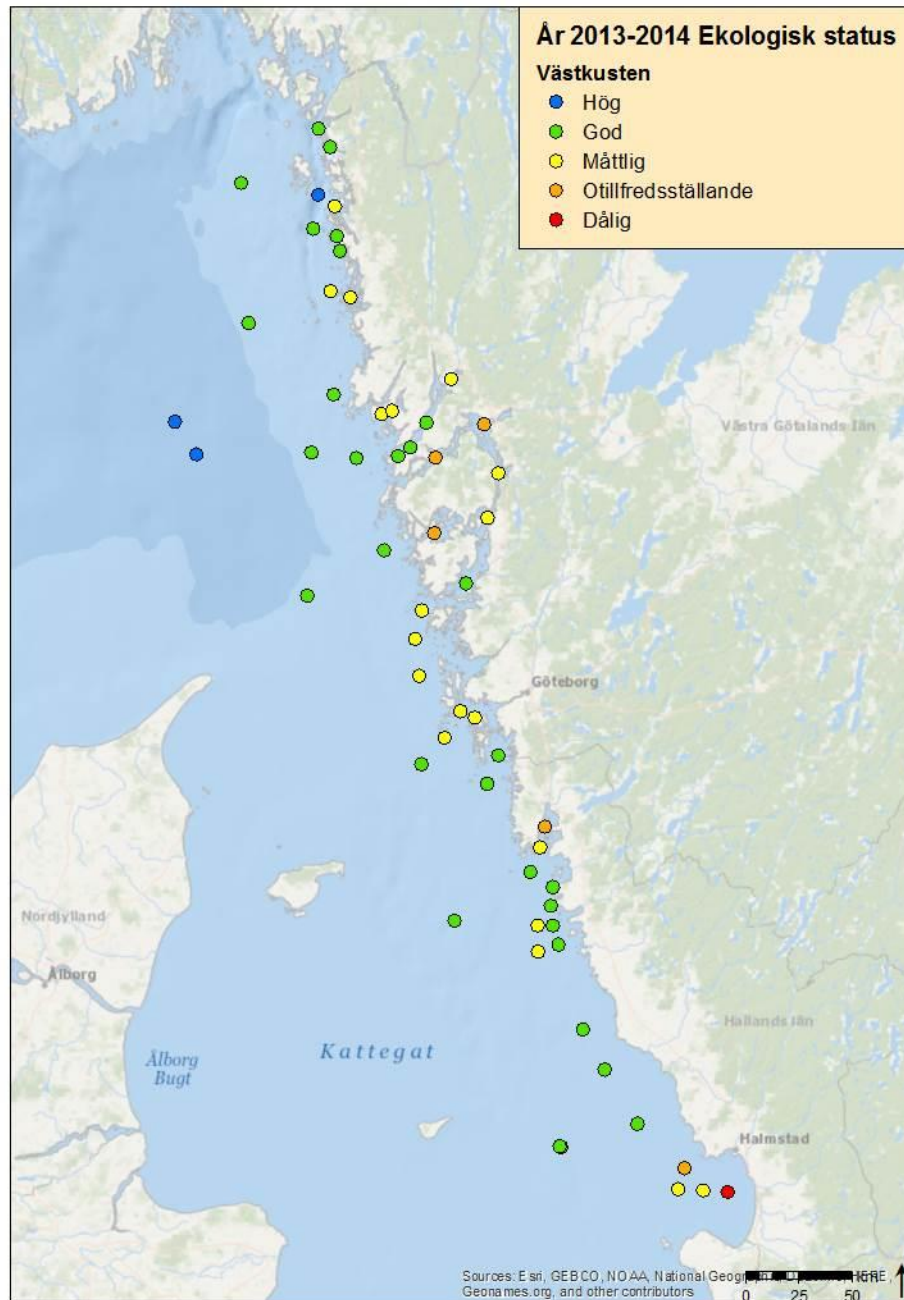 År 2013-2014 Ekologisk status
Västkusten
Hög
God
Måttlig
Otillfredsställande
Dålig
Västra Götalands län
Göteborg
Nordjylland
Ålborg
Hallands län
Ålborg
Bugt
Kattegat
Halmstad
Sources: Esri, GEBCO, NOAA, National HERE,
Geonames.org, and other contributors
0 25 50